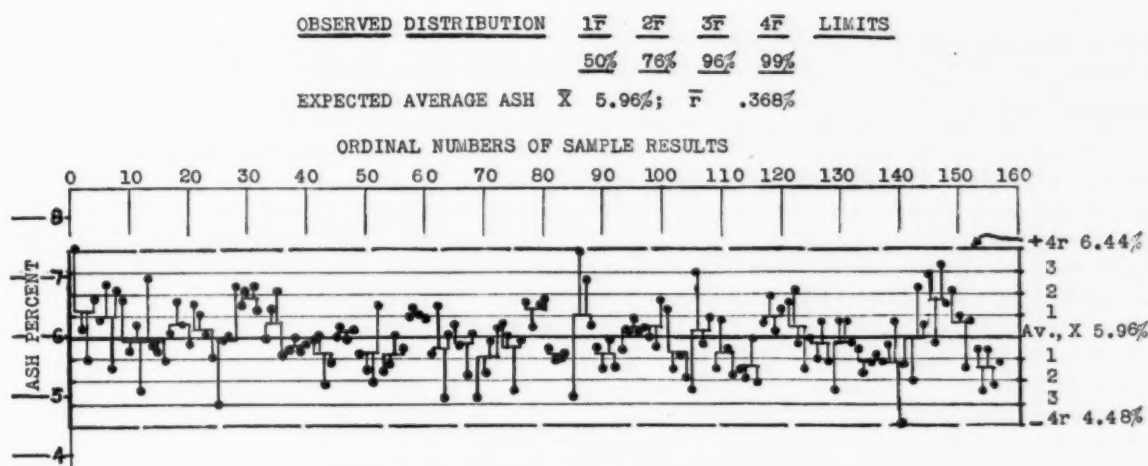 OBSERVED DISTRIBUTION 1r̅ 2r̅ 3r̅ 4r̅ LIMITS
50% 76% 96% 99%
EXPECTED AVERAGE ASH X̅ 5.96%; r̅ .368%
ORDINAL NUMBERS OF SAMPLE RESULTS
0 10 20 30 40 50 60 70 80 90 100 110 120 130 140 150 160
8
+4r 6.44%
7
3
2
1
ASH PERCENT
6
Av., X 5.96%
1
2
5
3
-4r 4.48%
4